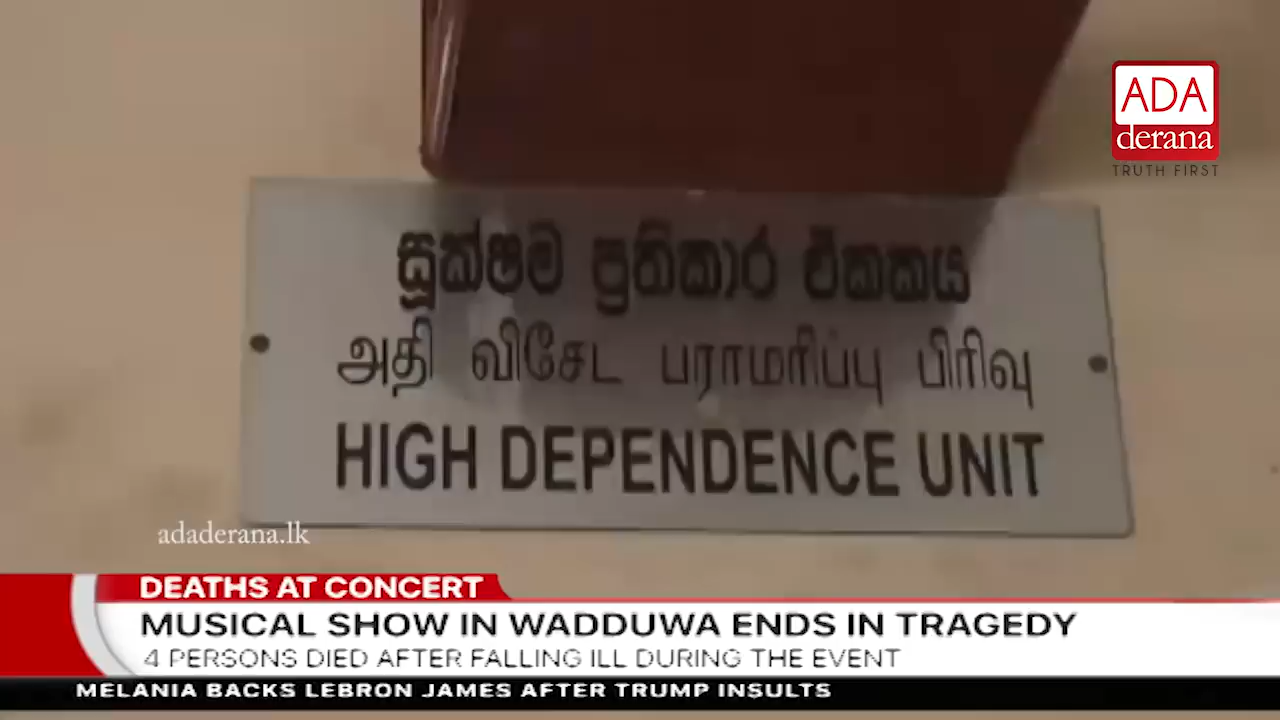 ADA
derana
TRUTH FIRST
සූක්ෂම ප්‍රතිකාර ඒකකය
அதி விசேட பராமரிப்பு பிரிவு
HIGH DEPENDENCE UNIT
adaderana.lk
DEATHS AT CONCERT
MUSICAL SHOW IN WADDUWA ENDS IN TRAGEDY
4 PERSONS DIED AFTER FALLING ILL DURING THE EVENT
MELANIA BACKS LEBRON JAMES AFTER TRUMP INSULTS